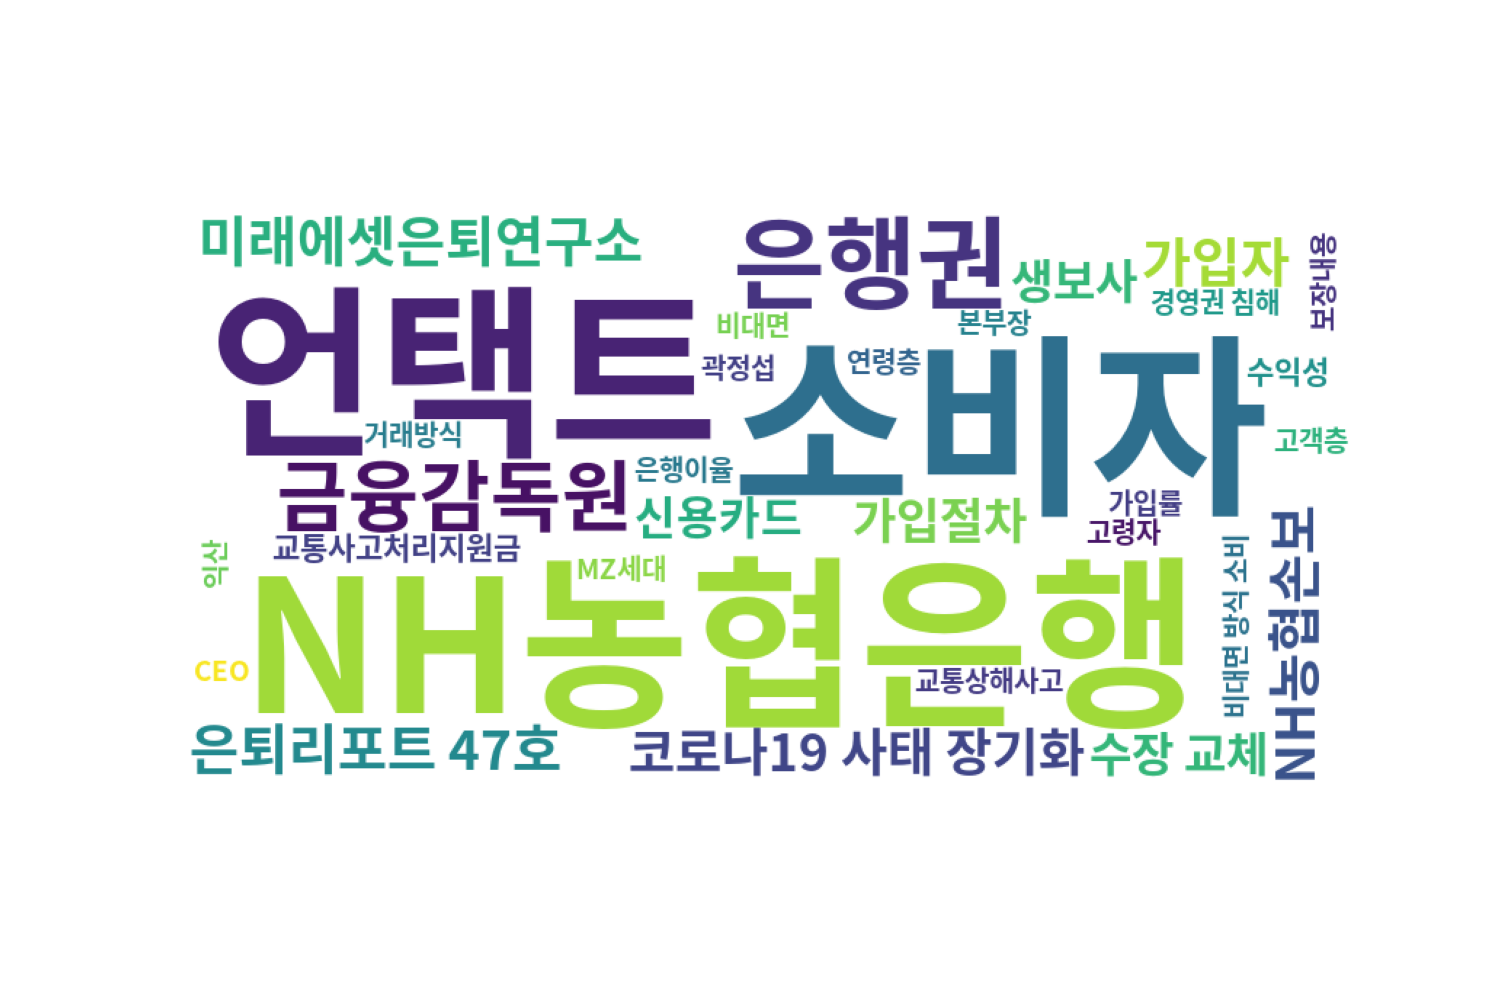 미래에셋은퇴연구소
은행권
생보사
가입자
경영권 침해
보장내용
언택트
비대면
본부장
곽정섭
연령층
소비자
수익성
거래방식
고객층
금융감독원
은행이율
신용카드
가입절차
가입률
고령자
교통사고처리지원금
익산
MZ세대
NH농협은행
비대면 방식 소비
NH농협손보
CEO
교통상해사고
은퇴리포트 47호
코로나19 사태 장기화
수장 교체